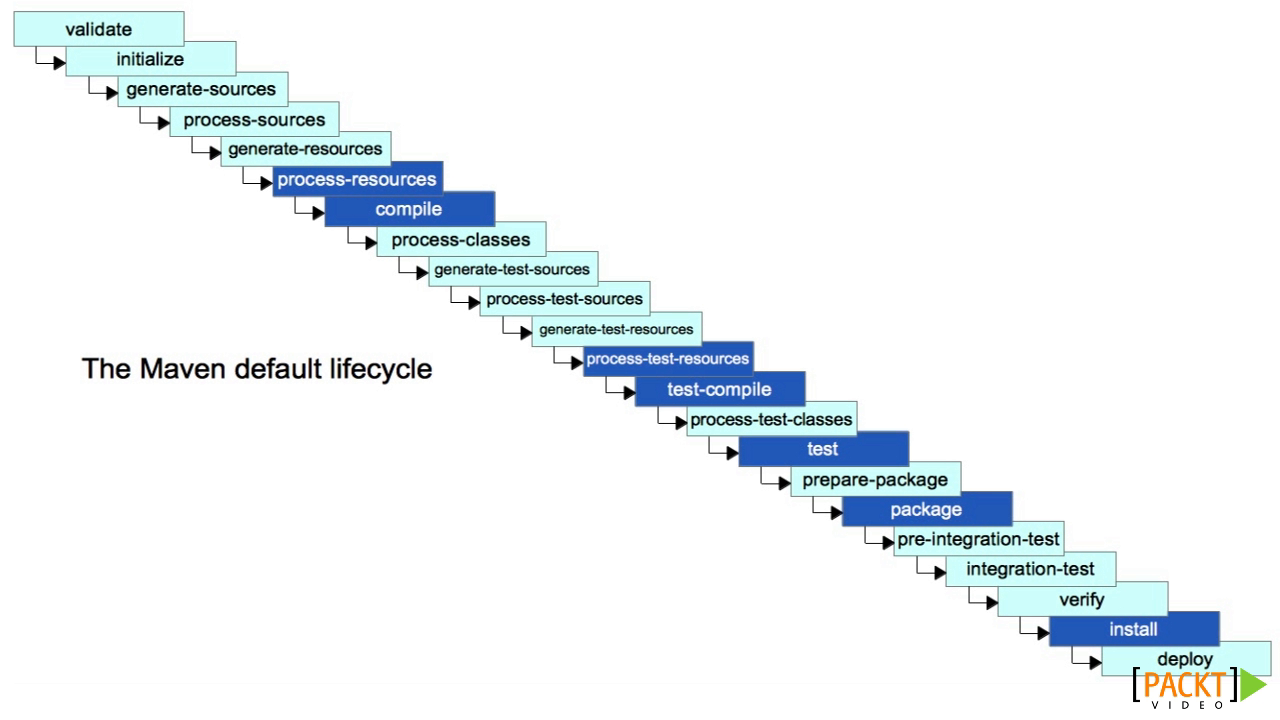 validate
initialize
generate-sources
process-sources
generate-resources
process-resources
compile
process-classes
generate-test-sources
process-test-sources
generate-test-resources
process-test-resources
The Maven default lifecycle
test-compile
process-test-classes
test
prepare-package
package
pre-integration-test
integration-test
verify
install
deploy
[PACKT]
VIDEO